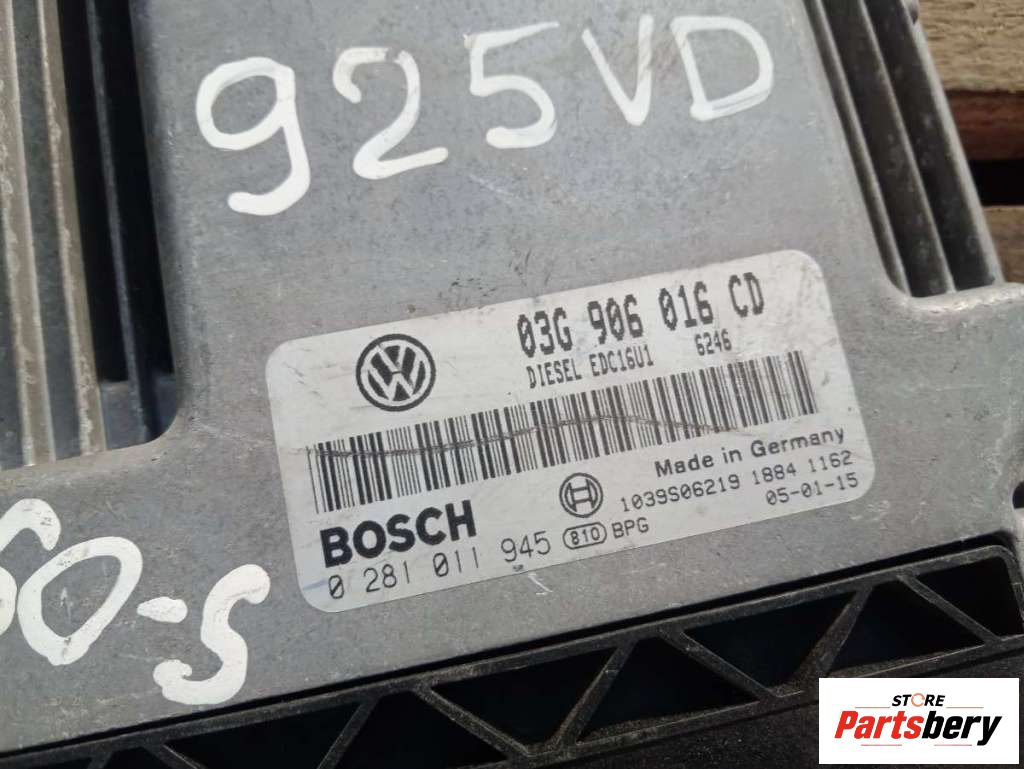 925VD
03G 906 016 CD
DIESEL EDC16U1 6246
Made in Germany
1039S06219 1884 1162
BOSCH
810 BPG 05-01-15
0 281 011 945
STORE
Partsbery